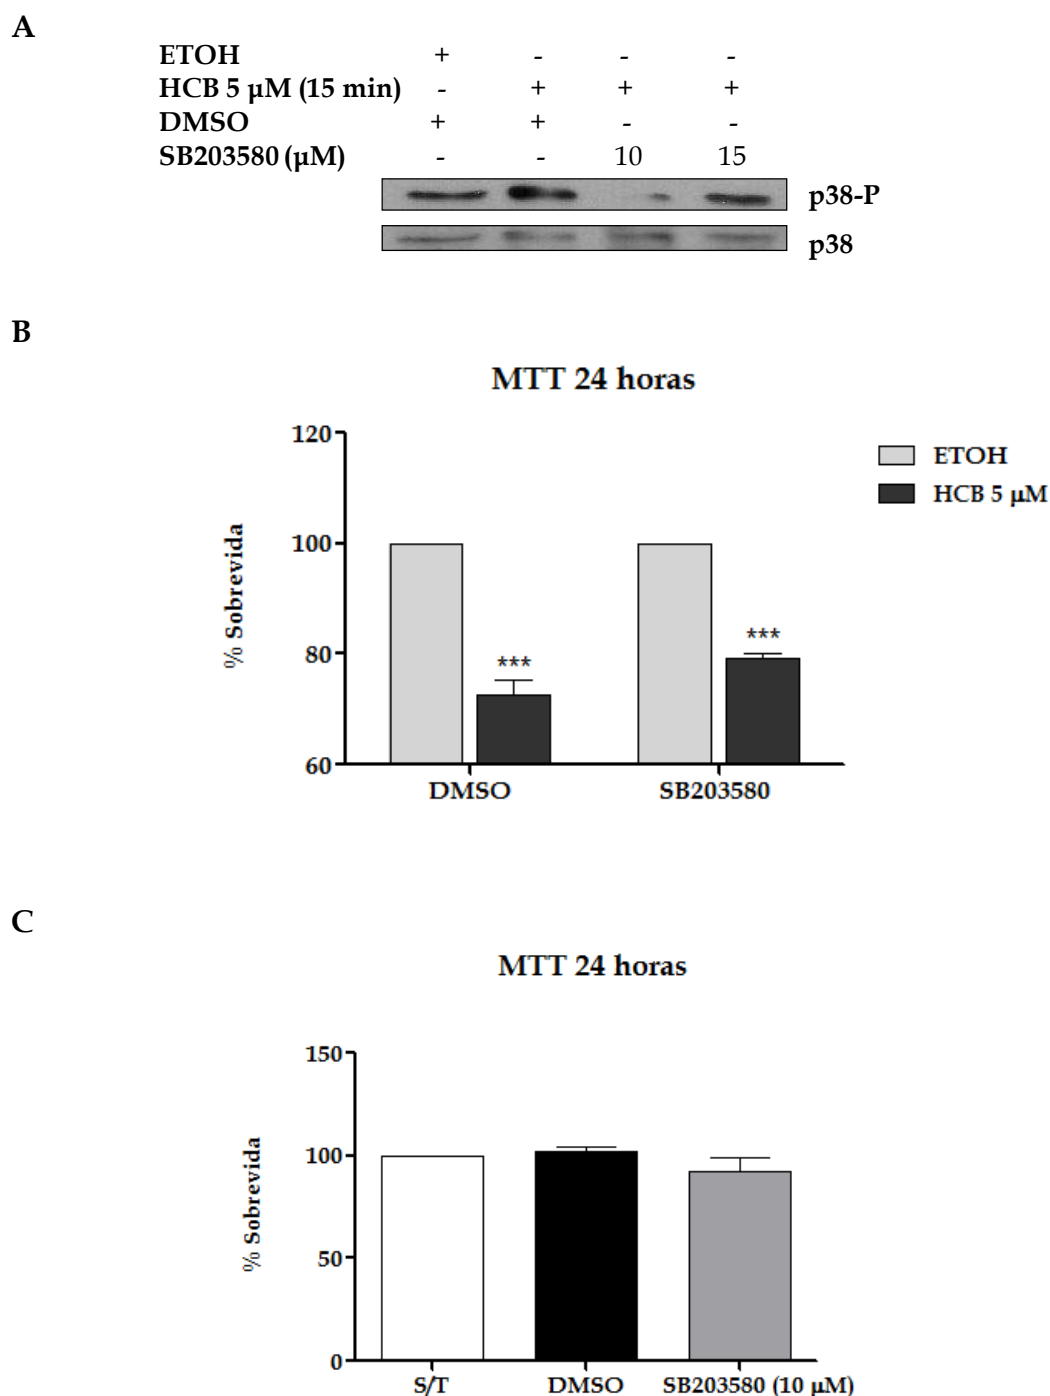 A
ETOH + - - -
HCB 5 µM (15 min) - + + +
DMSO + + - -
SB203580 (µM) - - 10 15
p38-P
p38
B
MTT 24 horas
120
100
80
60
% Sobrevida
*** ***
DMSO SB203580
ETOH
HCB 5 µM
C
MTT 24 horas
150
100
50
0
% Sobrevida
S/T DMSO SB203580 (10 µM)